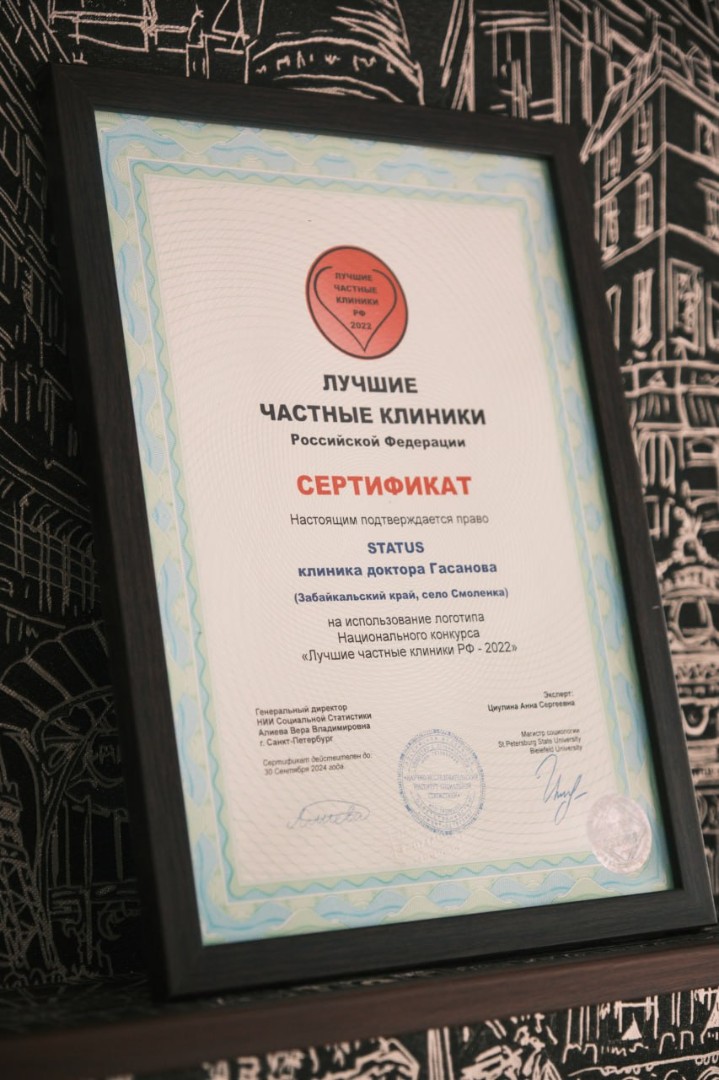 ЛУЧШИЕ
ЧАСТНЫЕ
КЛИНИКИ
РФ
2022
ЛУЧШИЕ
ЧАСТНЫЕ КЛИНИКИ
Российской Федерации
СЕРТИФИКАТ
Настоящим подтверждается право
STATUS
клиника доктора Гасанова
(Забайкальский край, село Смоленка)
на использование логотипа
Национального конкурса
«Лучшие частные клиники РФ - 2022»
Генеральный директор
НИИ Социальной Статистики
Алиева Вера Владимировна
г. Санкт-Петербург
Сертификат действителен до:
30 Сентября 2024 года.
Эксперт:
Циулина Анна Сергеевна
Магистр социологии
St.Petersburg State University
Bielefeld University